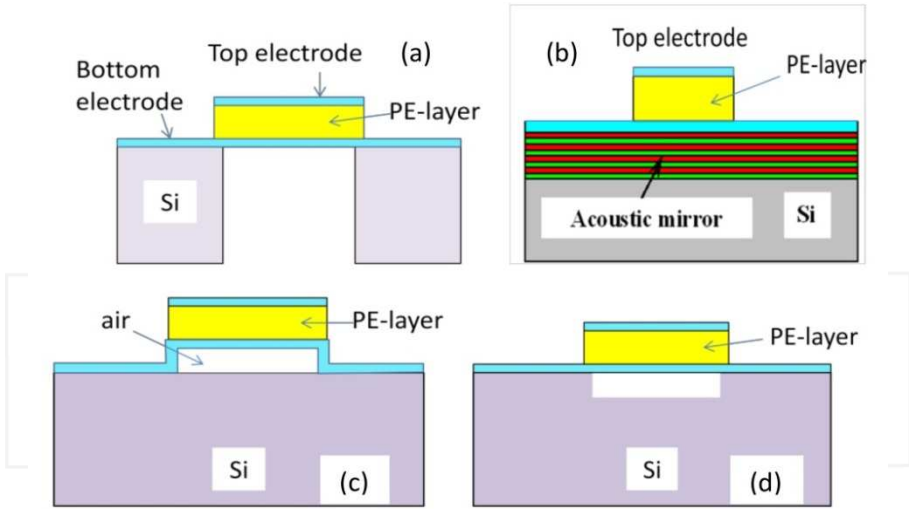 (a)
Top electrode
Bottom
electrode
PE-layer
Si
(b)
Top electrode
PE-layer
Acoustic mirror
Si
air
PE-layer
Si
(c)
PE-layer
Si
(d)